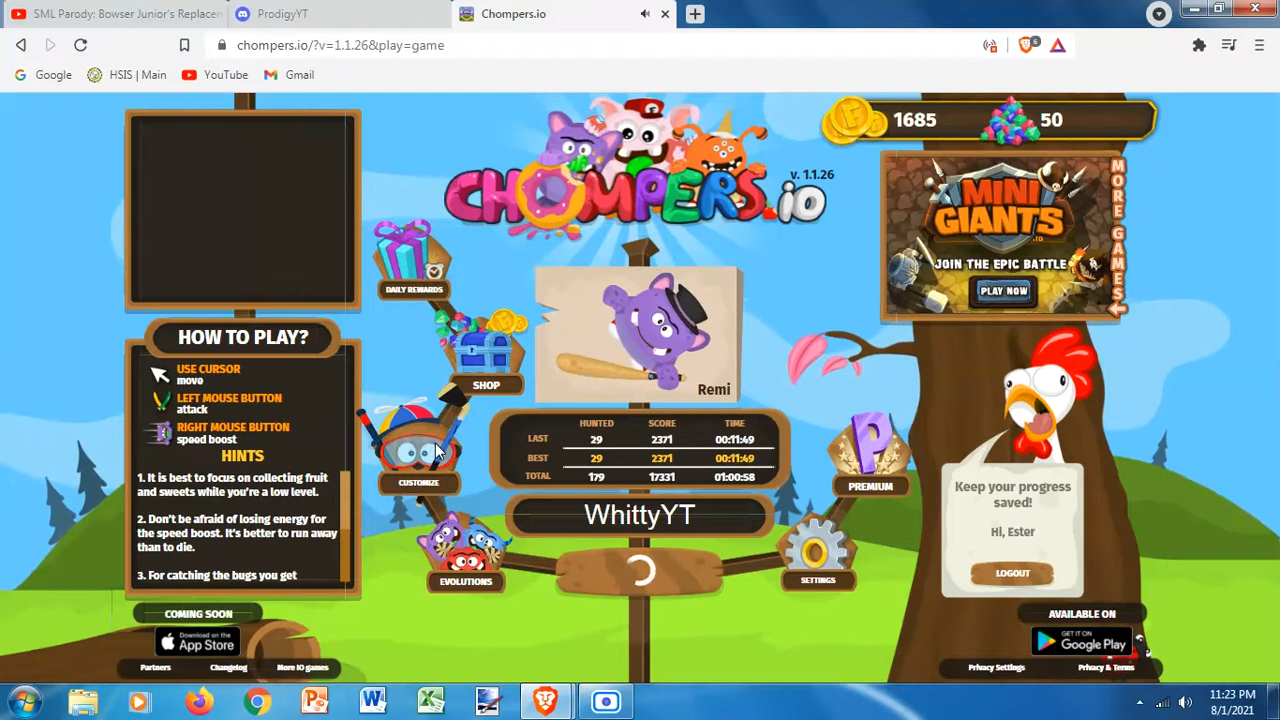 SML Parody: Bowser Junior's Replacem
ProdigyYT
Chompers.io
chompers.io/?v=1.1.26&play=game
6
Google
HSIS | Main
YouTube
Gmail
CHOMPERS.io
v. 1.1.26
1685
50
MINI
GIANTS
.io
JOIN THE EPIC BATTLE
PLAY NOW
MORE GAMES
DAILY REWARDS
SHOP
CUSTOMIZE
EVOLUTIONS
HOW TO PLAY?
USE CURSOR
move
LEFT MOUSE BUTTON
attack
RIGHT MOUSE BUTTON
speed boost
HINTS
1. It is best to focus on collecting fruit
and sweets while you're a low level.
2. Don't be afraid of losing energy for
the speed boost. It's better to run away
than to die.
3. For catching the bugs you get
Remi
HUNTED SCORE TIME
LAST 29 2371 00:11:49
BEST 29 2371 00:11:49
TOTAL 179 17331 01:00:58
WhittyYT
P
PREMIUM
SETTINGS
Keep your progress
saved!
Hi, Ester
LOGOUT
COMING SOON
Download on the
App Store
Partners
Changelog
More IO games
AVAILABLE ON
GET IT ON
Google Play
Privacy Settings
Privacy & Terms
11:23 PM
8/1/2021